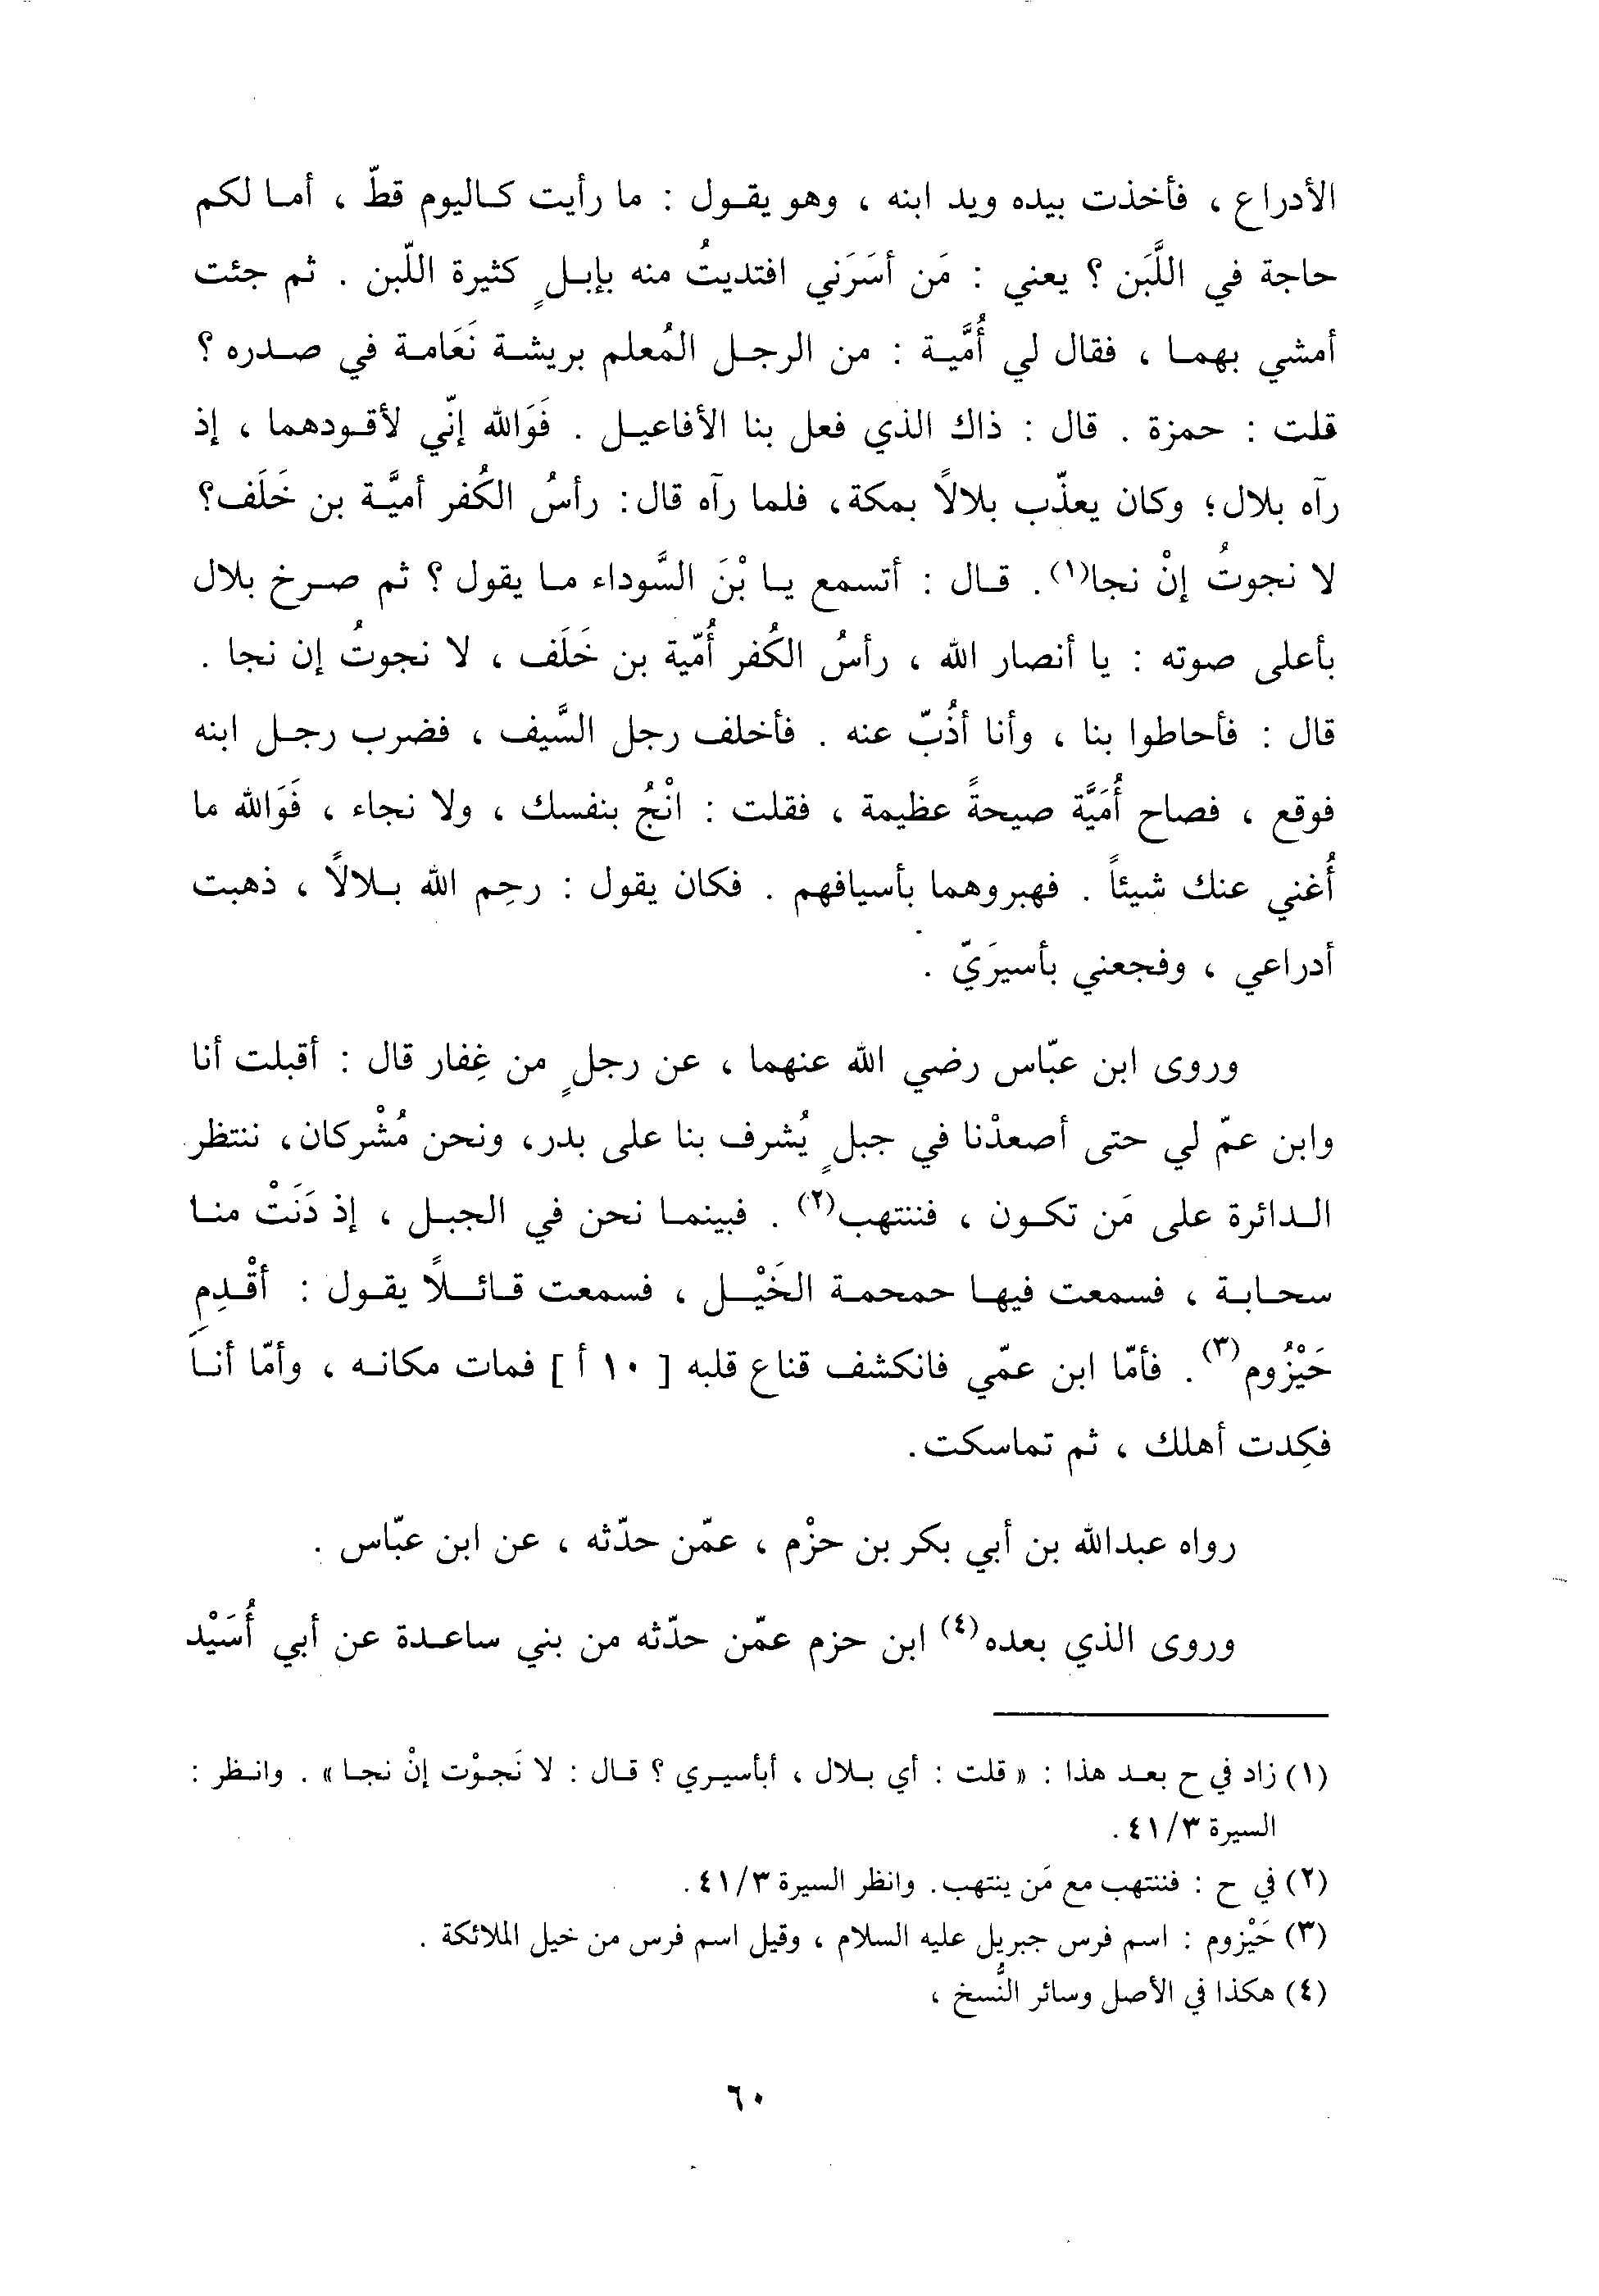 الأدراع ، فأخذت بيده ويد ابنه ، وهو يقول : ما رأيت كاليوم قطّ ، أما لكم
حاجة في اللَّبَن ؟ يعني : مَن أسَرَني افتديتُ منه بإبلٍ كثيرة اللّبن . ثم جئت
أمشي بهما ، فقال لي أُمَّية : من الرجل المُعلم بريشة نَعَامة في صدره ؟
قلت : حمزة . قال : ذاك الذي فعل بنا الأفاعيل . فَوَالله إنّي لأقودهما ، إذ
رآه بلال؛ وكان يعذّب بلالاً بمكة، فلما رآه قال: رأسُ الكُفر أميَّة بن خَلَف؟
لا نجوتُ إنْ نجا(١). قال : أتسمع يا بْنَ السَّوداء ما يقول ؟ ثم صرخ بلال
بأعلى صوته : يا أنصار الله ، رأسُ الكُفر أُمّية بن خَلَف ، لا نجوتُ إن نجا .
قال : فأحاطوا بنا ، وأنا أذُبّ عنه . فأخلف رجل السَّيف ، فضرب رجل ابنه
فوقع ، فصاح أُمَيَّة صيحةً عظيمة ، فقلت : انْجُ بنفسك ، ولا نجاء ، فَوَالله ما
أُغني عنك شيئاً . فهبروهما بأسيافهم . فكان يقول : رحِم الله بلالاً ، ذهبت
أدراعي ، وفجعني بأسيرَيّ .
وروى ابن عبّاس رضي الله عنهما ، عن رجلٍ من غِفار قال : أقبلت أنا
وابن عمّ لي حتى أصعدْنا في جبلٍ يُشرف بنا على بدر، ونحن مُشْركان، ننتظر
الدائرة على مَن تكون ، فننتهب(٢) . فبينما نحن في الجبل ، إذ دَنَتْ منا
سحابة ، فسمعت فيها حمحمة الخَيْل ، فسمعت قائلاً يقول : أقْدِمِ
حَيْزُوم(٣) . فأمّا ابن عمّي فانكشف قناع قلبه [ ١٠ أ ] فمات مكانه ، وأمّا أنا
فكِدت أهلك ، ثم تماسكت.
رواه عبدالله بن أبي بكر بن حزْم ، عمّن حدّثه ، عن ابن عبّاس .
وروى الذي بعده(٤) ابن حزم عمّن حدّثه من بني ساعدة عن أبي أُسَيْد
(١) زاد في ح بعد هذا : « قلت : أي بلال ، أبأسيري ؟ قال : لا نَجوْت إنْ نجا » . وانظر :
السيرة ٤١/٣ .
(٢) في ح : فننتهب مع مَن ينتهب. وانظر السيرة ٤١/٣ .
(٣) حَيْزوم : اسم فرس جبريل عليه السلام ، وقيل اسم فرس من خيل الملائكة .
(٤) هكذا في الأصل وسائر النُّسخ ،
٦٠